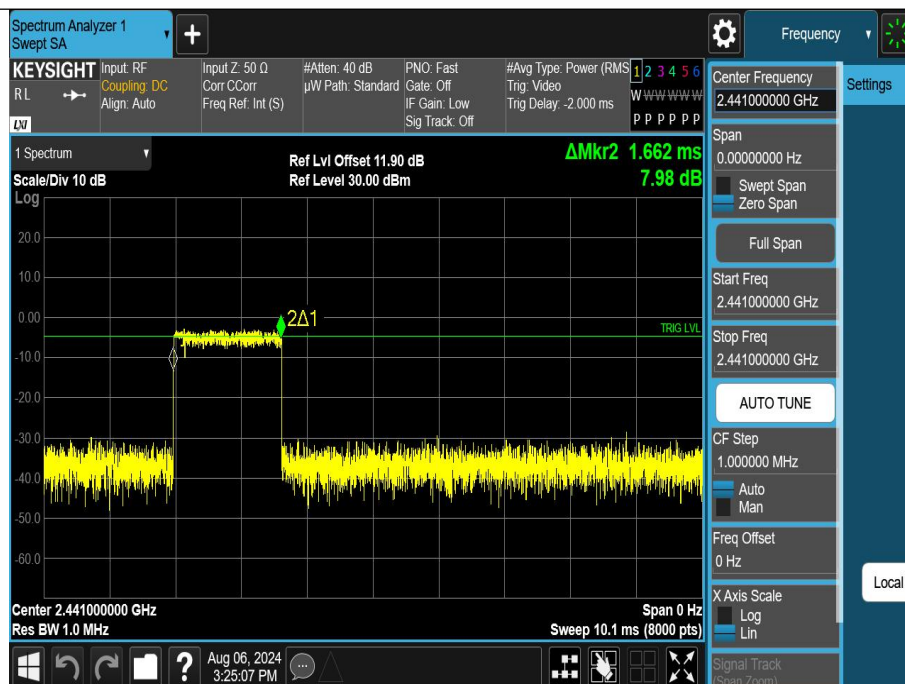 Spectrum Analyzer 1
Swept SA
+
Frequency
KEYSIGHT
RL
LXI
Input: RF
Coupling: DC
Align: Auto
Input Z: 50 Ω
Corr CCorr
Freq Ref: Int (S)
#Atten: 40 dB
µW Path: Standard
PNO: Fast
Gate: Off
IF Gain: Low
Sig Track: Off
#Avg Type: Power (RMS
Trig: Video
Trig Delay: -2.000 ms
1 2 3 4 5 6
W W W W W W
P P P P P P
1 Spectrum
Scale/Div 10 dB
Log
Ref Lvl Offset 11.90 dB
Ref Level 30.00 dBm
ΔMkr2 1.662 ms
7.98 dB
20.0
10.0
0.00
-10.0
-20.0
-30.0
-40.0
-50.0
-60.0
2Δ1
1
TRIG LVL
Center 2.441000000 GHz
Res BW 1.0 MHz
Span 0 Hz
Sweep 10.1 ms (8000 pts)
?
Aug 06, 2024
3:25:07 PM
Center Frequency
2.441000000 GHz
Span
0.00000000 Hz
Swept Span
Zero Span
Full Span
Start Freq
2.441000000 GHz
Stop Freq
2.441000000 GHz
AUTO TUNE
CF Step
1.000000 MHz
Auto
Man
Freq Offset
0 Hz
X Axis Scale
Log
Lin
Signal Track
(Span Zoom)
Settings
Local